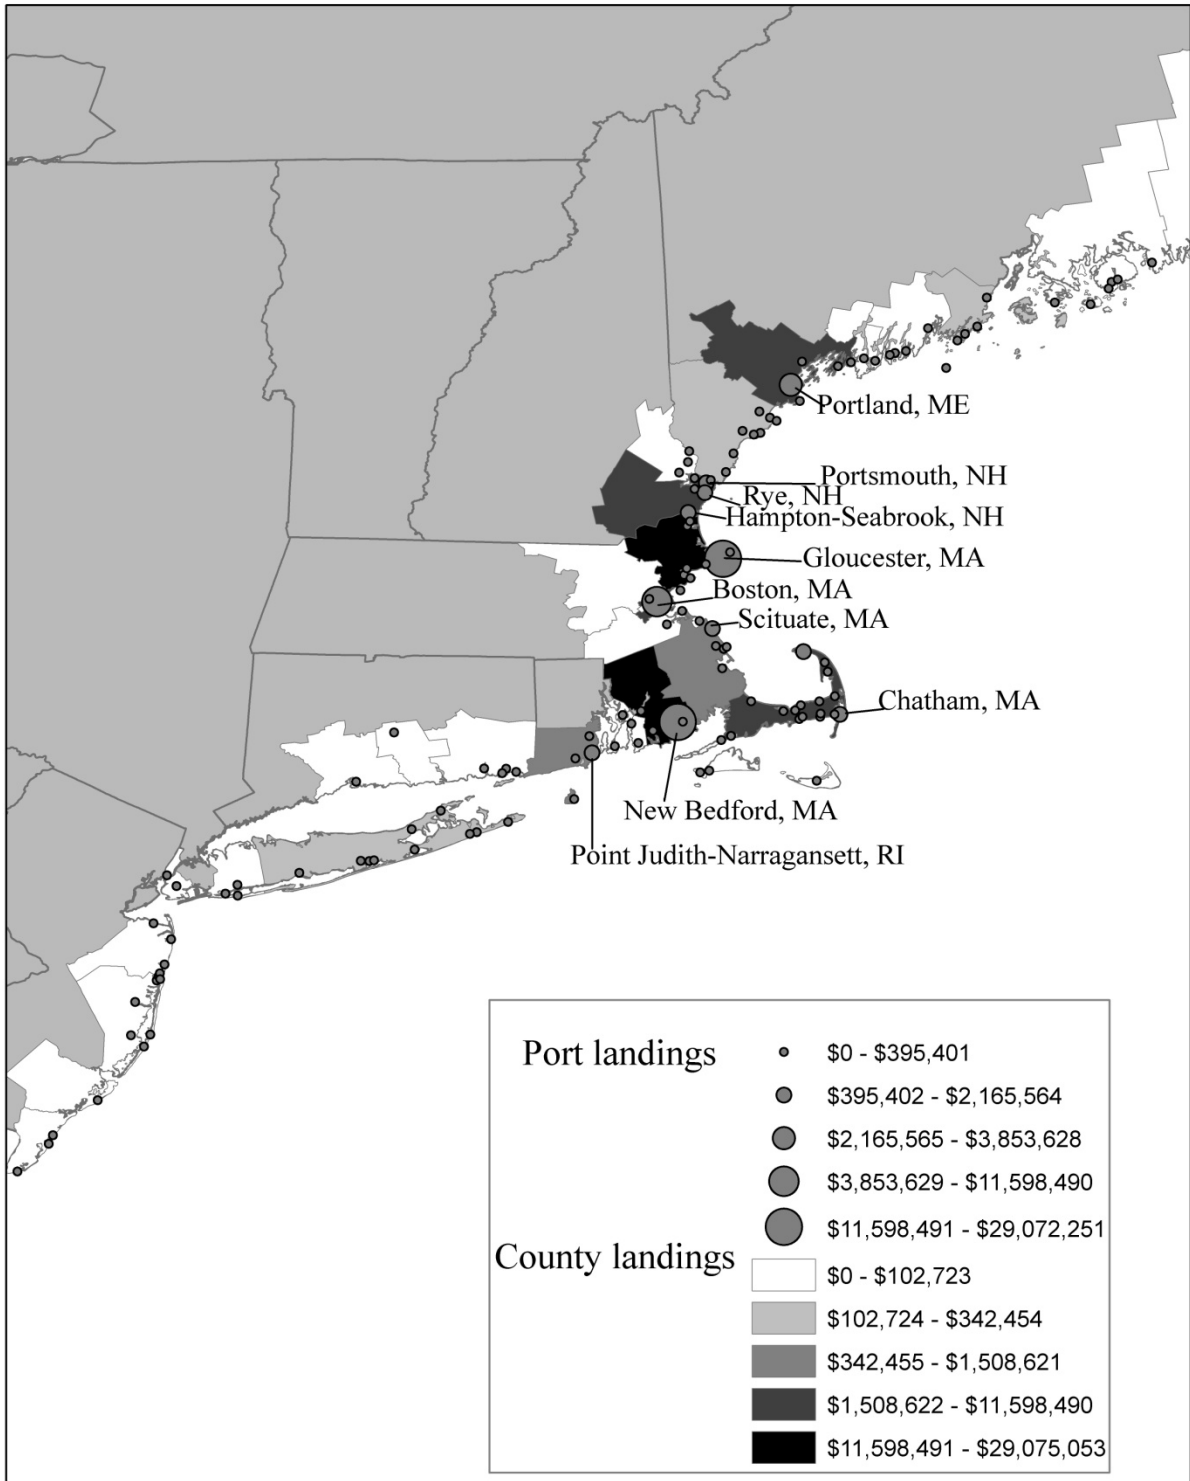 Portland, ME
Portsmouth, NH
Rye, NH
Hampton-Seabrook, NH
Gloucester, MA
Boston, MA
Scituate, MA
Chatham, MA
New Bedford, MA
Point Judith-Narragansett, RI
Port landings
$0 - $395,401
$395,402 - $2,165,564
$2,165,565 - $3,853,628
$3,853,629 - $11,598,490
$11,598,491 - $29,072,251
County landings
$0 - $102,723
$102,724 - $342,454
$342,455 - $1,508,621
$1,508,622 - $11,598,490
$11,598,491 - $29,075,053